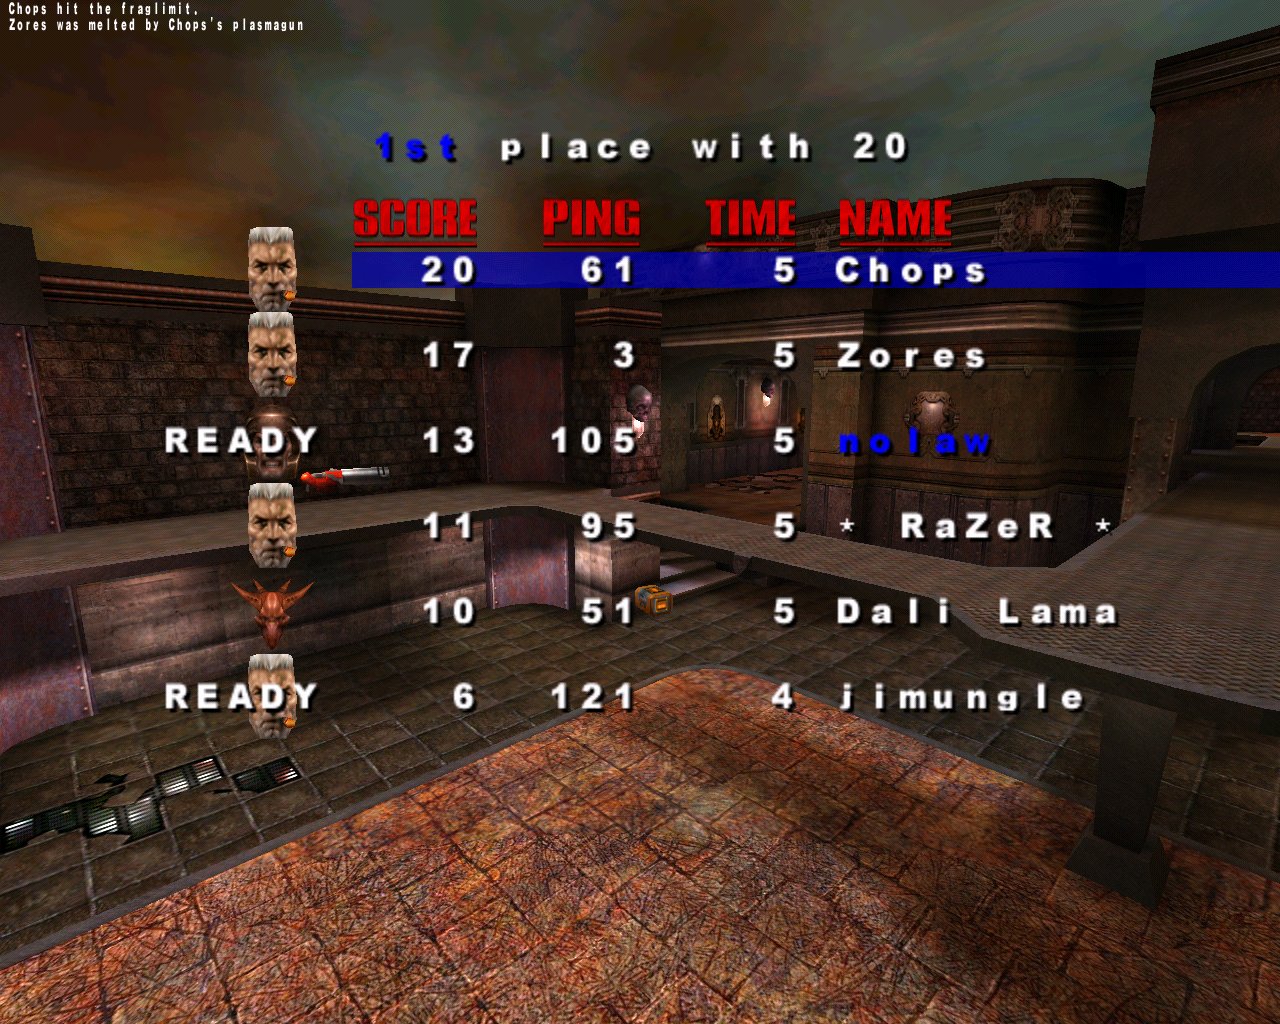 Chops hit the fraglimit.
Zores was melted by Chops's plasmagun
1st place with 20
SCORE PING TIME NAME
20 61 5 Chops
17 3 5 Zores
READY 13 105 5 nolaw
11 95 5 * RaZeR *
10 51 5 Dali Lama
READY 6 121 4 jimungle